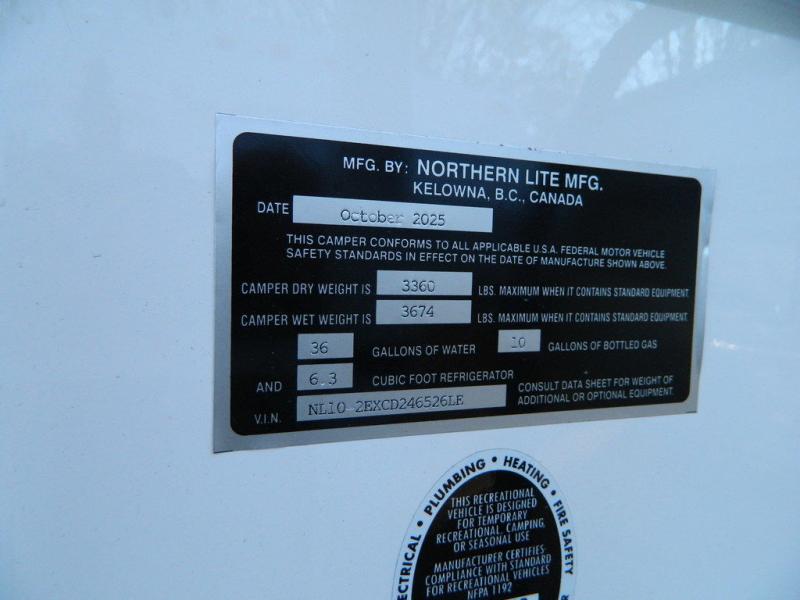 MFG. BY: NORTHERN LITE MFG.
KELOWNA, B.C., CANADA
DATE October 2025
THIS CAMPER CONFORMS TO ALL APPLICABLE U.S.A. FEDERAL MOTOR VEHICLE
SAFETY STANDARDS IN EFFECT ON THE DATE OF MANUFACTURE SHOWN ABOVE.
CAMPER DRY WEIGHT IS 3360 LBS. MAXIMUM WHEN IT CONTAINS STANDARD EQUIPMENT.
CAMPER WET WEIGHT IS 3674 LBS. MAXIMUM WHEN IT CONTAINS STANDARD EQUIPMENT.
36 GALLONS OF WATER 10 GALLONS OF BOTTLED GAS
AND 6.3 CUBIC FOOT REFRIGERATOR
CONSULT DATA SHEET FOR WEIGHT OF
ADDITIONAL OR OPTIONAL EQUIPMENT.
V.I.N. NL10 2EXCD246526LE
ECTRICAL • PLUMBING • HEATING • FIRE SAFETY
THIS RECREATIONAL
VEHICLE IS DESIGNED
FOR TEMPORARY
RECREATIONAL, CAMPING,
OR SEASONAL USE
MANUFACTURER CERTIFIES
COMPLIANCE WITH STANDARD
FOR RECREATIONAL VEHICLES
NFPA 1192